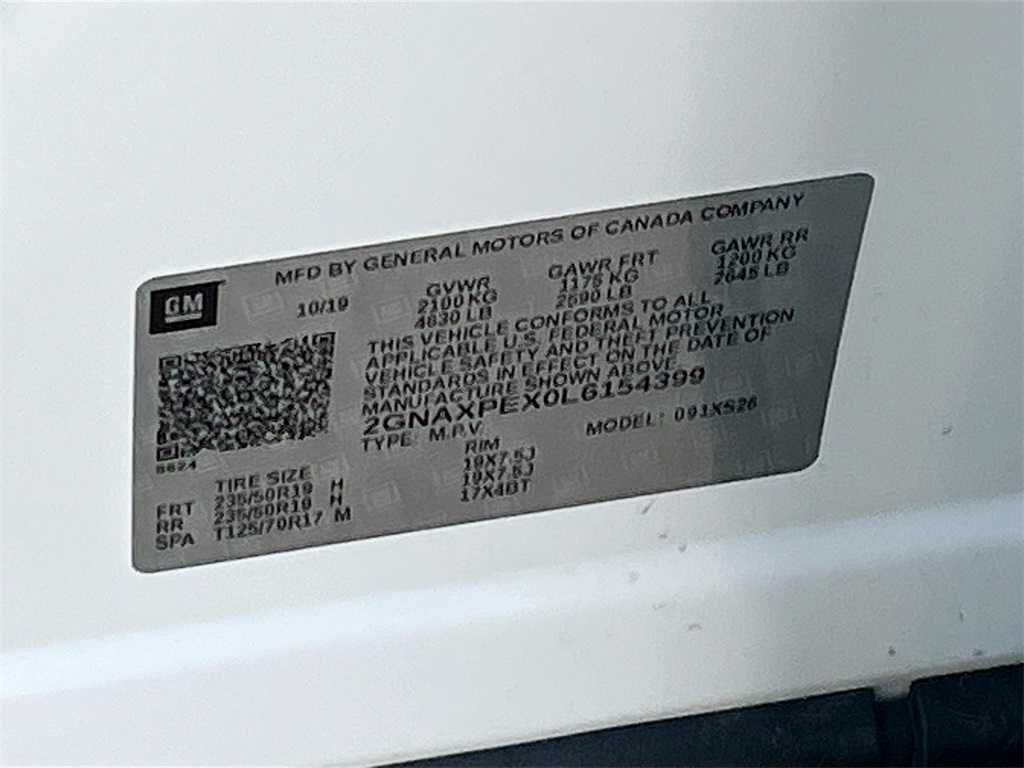 MFD BY GENERAL MOTORS OF CANADA COMPANY
GM
10/19
GVWR
2100 KG
4630 LB
GAWR FRT
1175 KG
2590 LB
GAWR RR
1200 KG
2645 LB
THIS VEHICLE CONFORMS TO ALL
APPLICABLE U.S. FEDERAL MOTOR
VEHICLE SAFETY AND THEFT PREVENTION
STANDARDS IN EFFECT ON THE DATE OF
MANUFACTURE SHOWN ABOVE.
2GNAXPEX0L6154399
TYPE: M.P.V. MODEL: 091XS26
TIRE SIZE RIM
FRT 235/50R19 H 19X7.5J
RR 235/50R19 H 19X7.5J
SPA T125/70R17 M 17X4BT